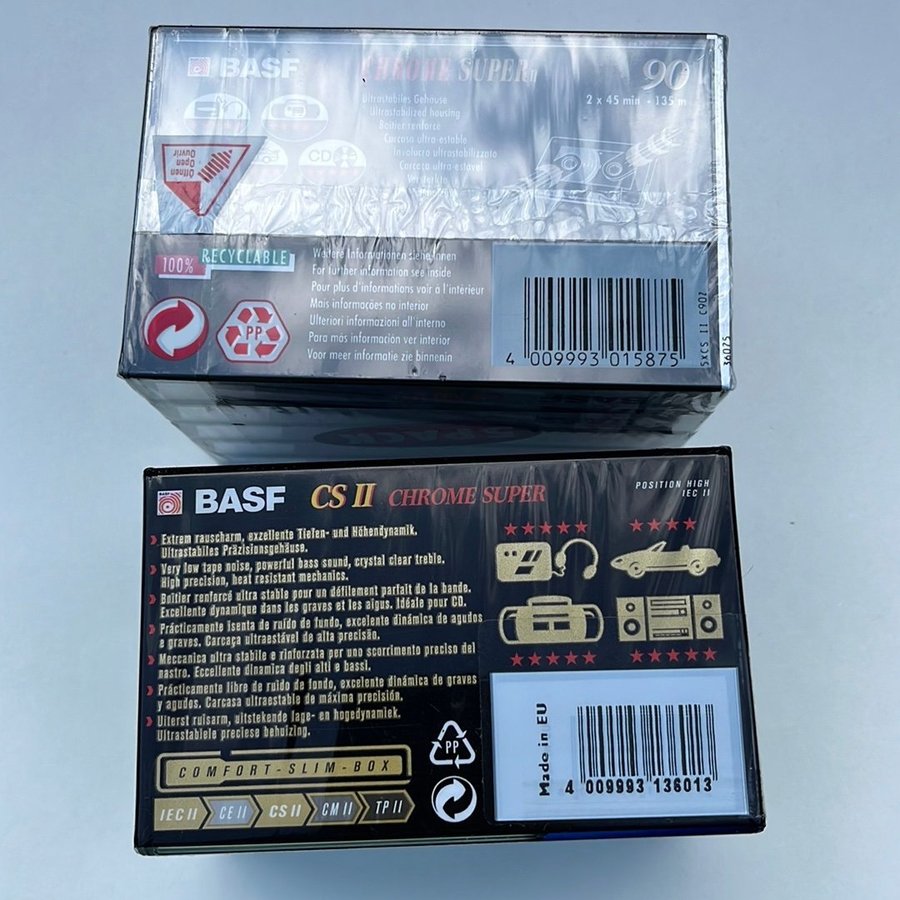 BASF CHROME SUPER II 90
2 x 45 min - 135 m
Ultrastabiles Gehäuse
Ultrastabilized housing
Boîtier renforcé
Carcasa ultra-estable
Involucro ultrastabilizzato
Carcaça ultra-estável
CD
Öffnen
Open
Ouvrir
100% RECYCLABLE
Weitere Informationen siehe innen
For further information see inside
Pour plus d'informations voir à l'interieur
Mais informacões no interior
Ulteriori informazioni all'interno
Para más información ver interior
Voor meer informatie zie binnenin
PP
4 009993 015875
SXCS II C90Z
36075
BASF
BASF CS II CHROME SUPER
POSITION HIGH
IEC II
Extrem rauscharm, exzellente Tiefen- und Höhendynamik.
Ultrastabiles Präzisionsgehäuse.
Very low tape noise, powerful bass sound, crystal clear treble.
High precision, heat resistant mechanics.
Boîtier renforcé ultra stable pour un défilement parfait de la bande.
Excellente dynamique dans les graves et les aigus. Idéale pour CD.
Prácticamente isenta de ruído de fundo, excelente dinámica de agudos
e graves. Carcaça ultraestável de alta precisão.
Meccanica ultra stabile e rinforzata per uno scorrimento preciso del
nastro. Eccellente dinamica degli alti e bassi.
Prácticamente libre de ruido de fondo, excelente dinámica de graves
y agudos. Carcasa ultraestable de máxima precisión.
Uiterst ruisarm, uitstekende lage- en hogedynamiek.
Ultrastabiele preciese behuizing.
COMFORT-SLIM-BOX
IEC II CE II CS II CM II TP II
PP
Made in EU
4 009993 136013